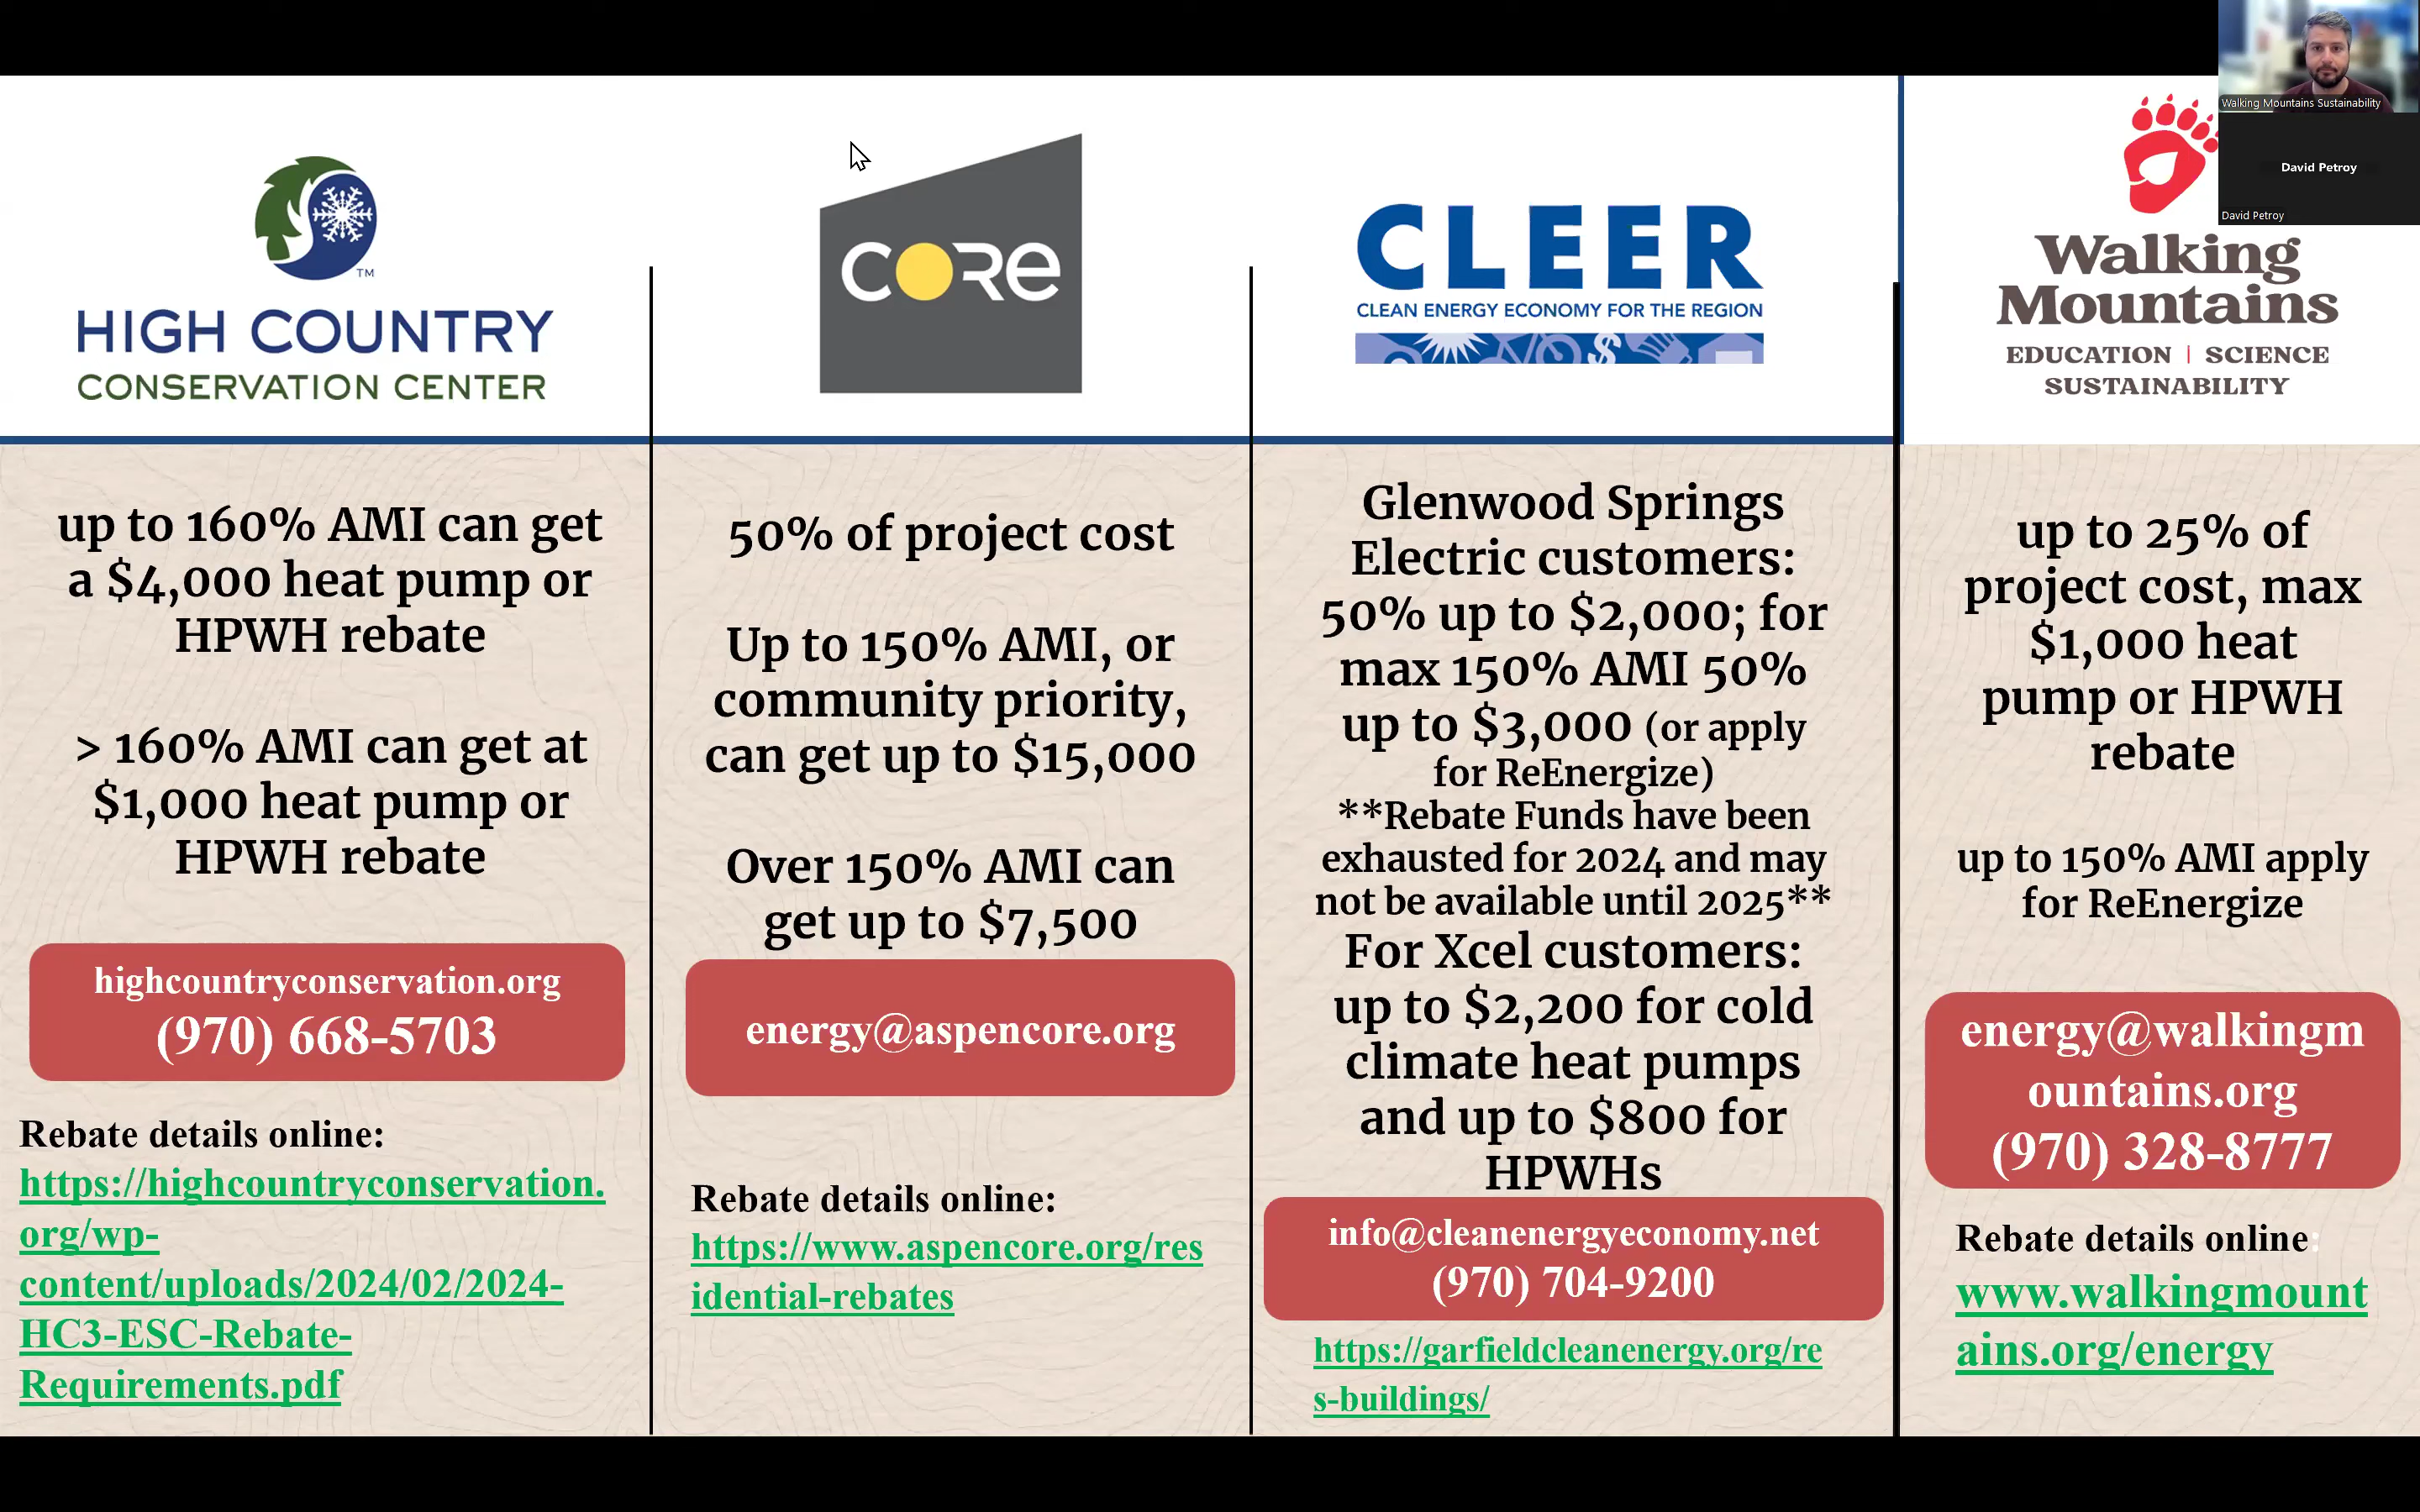 HIGH COUNTRY
CONSERVATION CENTER
TM
up to 160% AMI can get
a $4,000 heat pump or
HPWH rebate
> 160% AMI can get at
$1,000 heat pump or
HPWH rebate
highcountryconservation.org
(970) 668-5703
Rebate details online:
https://highcountryconservation.
org/wp-
content/uploads/2024/02/2024-
HC3-ESC-Rebate-
Requirements.pdf
CORe
50% of project cost
Up to 150% AMI, or
community priority,
can get up to $15,000
Over 150% AMI can
get up to $7,500
energy@aspencore.org
Rebate details online:
https://www.aspencore.org/res
idential-rebates
CLEER
CLEAN ENERGY ECONOMY FOR THE REGION
$
Glenwood Springs
Electric customers:
50% up to $2,000; for
max 150% AMI 50%
up to $3,000 (or apply
for ReEnergize)
**Rebate Funds have been
exhausted for 2024 and may
not be available until 2025**
For Xcel customers:
up to $2,200 for cold
climate heat pumps
and up to $800 for
HPWHs
info@cleanenergyeconomy.net
(970) 704-9200
https://garfieldcleanenergy.org/re
s-buildings/
Walking Mountains Sustainability
David Petroy
David Petroy
Walking
Mountains
EDUCATION | SCIENCE
SUSTAINABILITY
up to 25% of
project cost, max
$1,000 heat
pump or HPWH
rebate
up to 150% AMI apply
for ReEnergize
energy@walkingm
ountains.org
(970) 328-8777
Rebate details online:
www.walkingmount
ains.org/energy